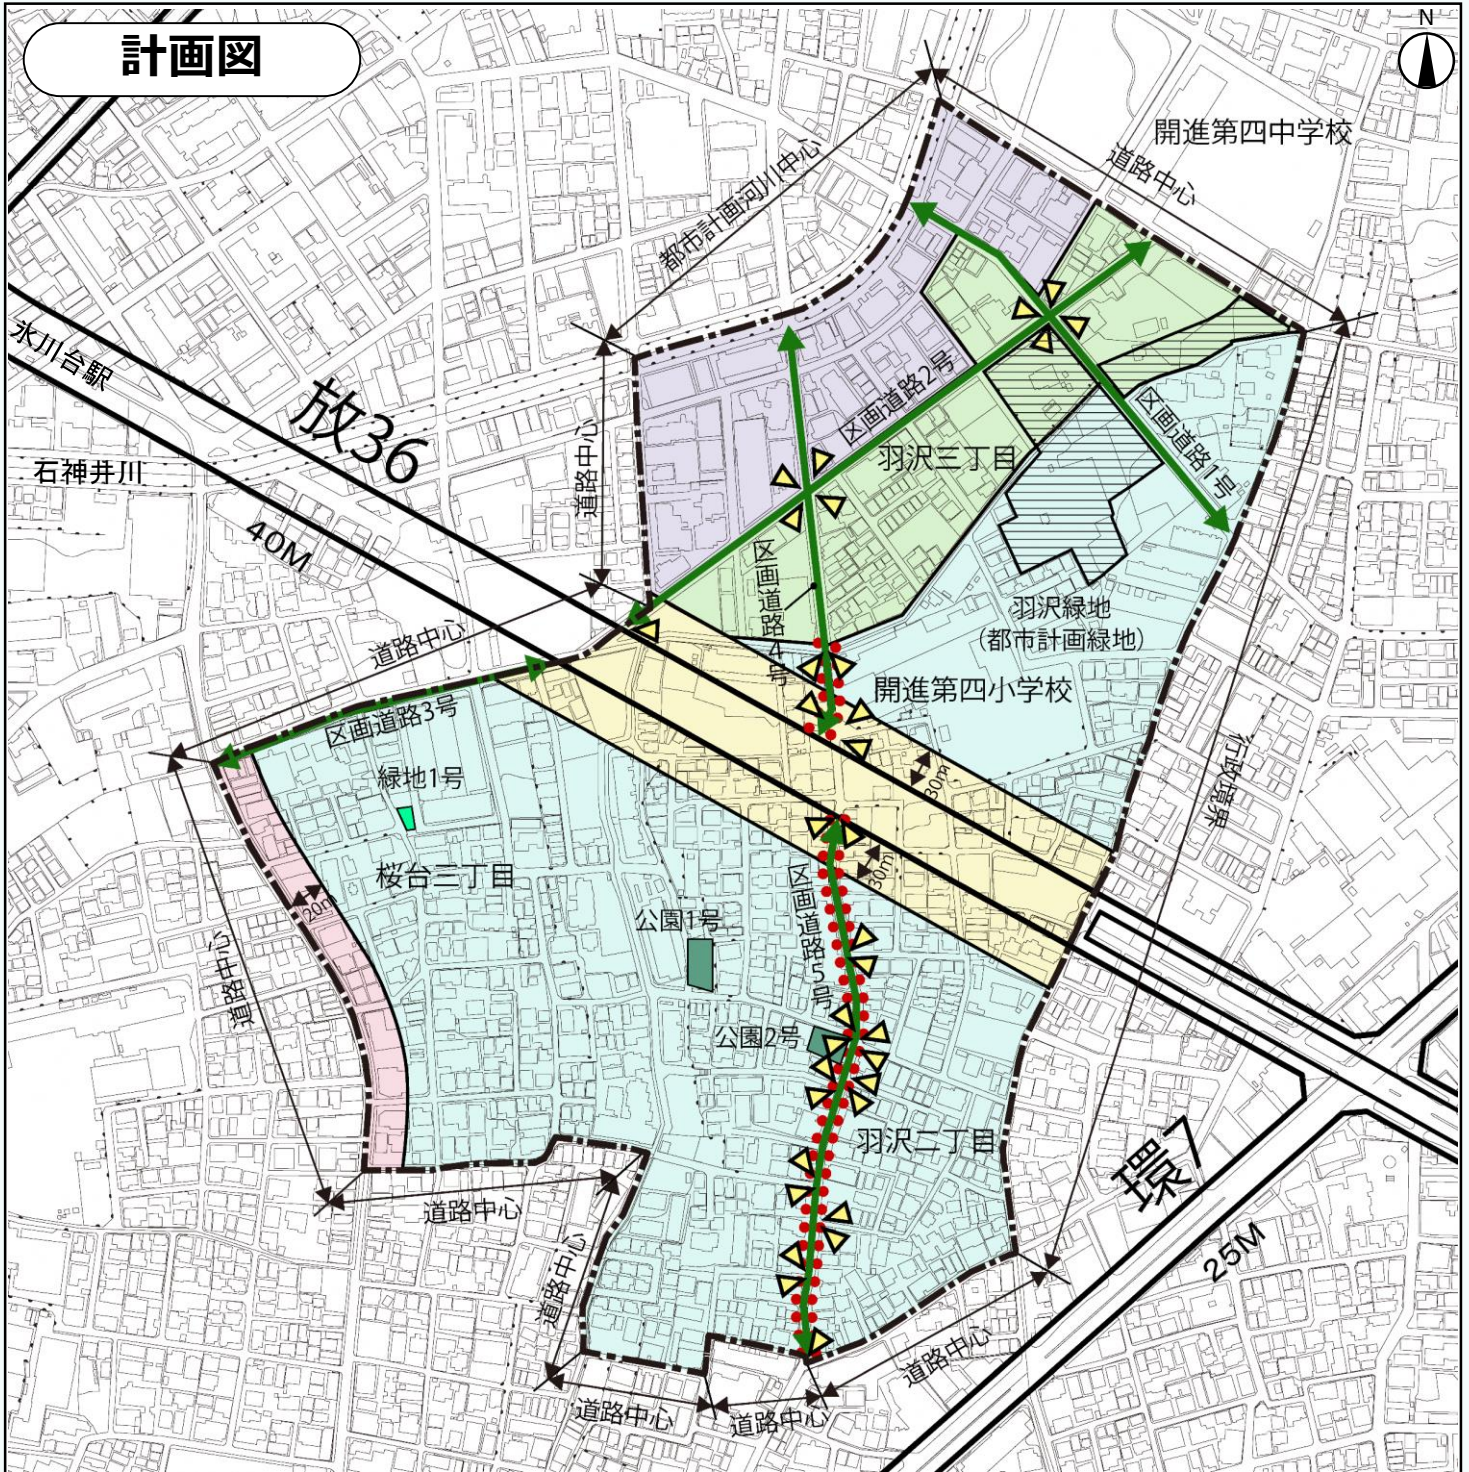 計画図
N
開進第四中学校
道路中心
都市計画河川中心
氷川台駅
放36
区画道路2号
区画道路1号
羽沢三丁目
道路中心
石神井川
40M
区画道路4号
羽沢緑地
(都市計画緑地)
道路中心
開進第四小学校
区画道路3号
行政境界
緑地1号
30m
30m
桜台三丁目
20m
公園1号
区画道路5号
道路中心
公園2号
羽沢二丁目
環7
道路中心
25M
道路中心
道路中心
道路中心
道路中心